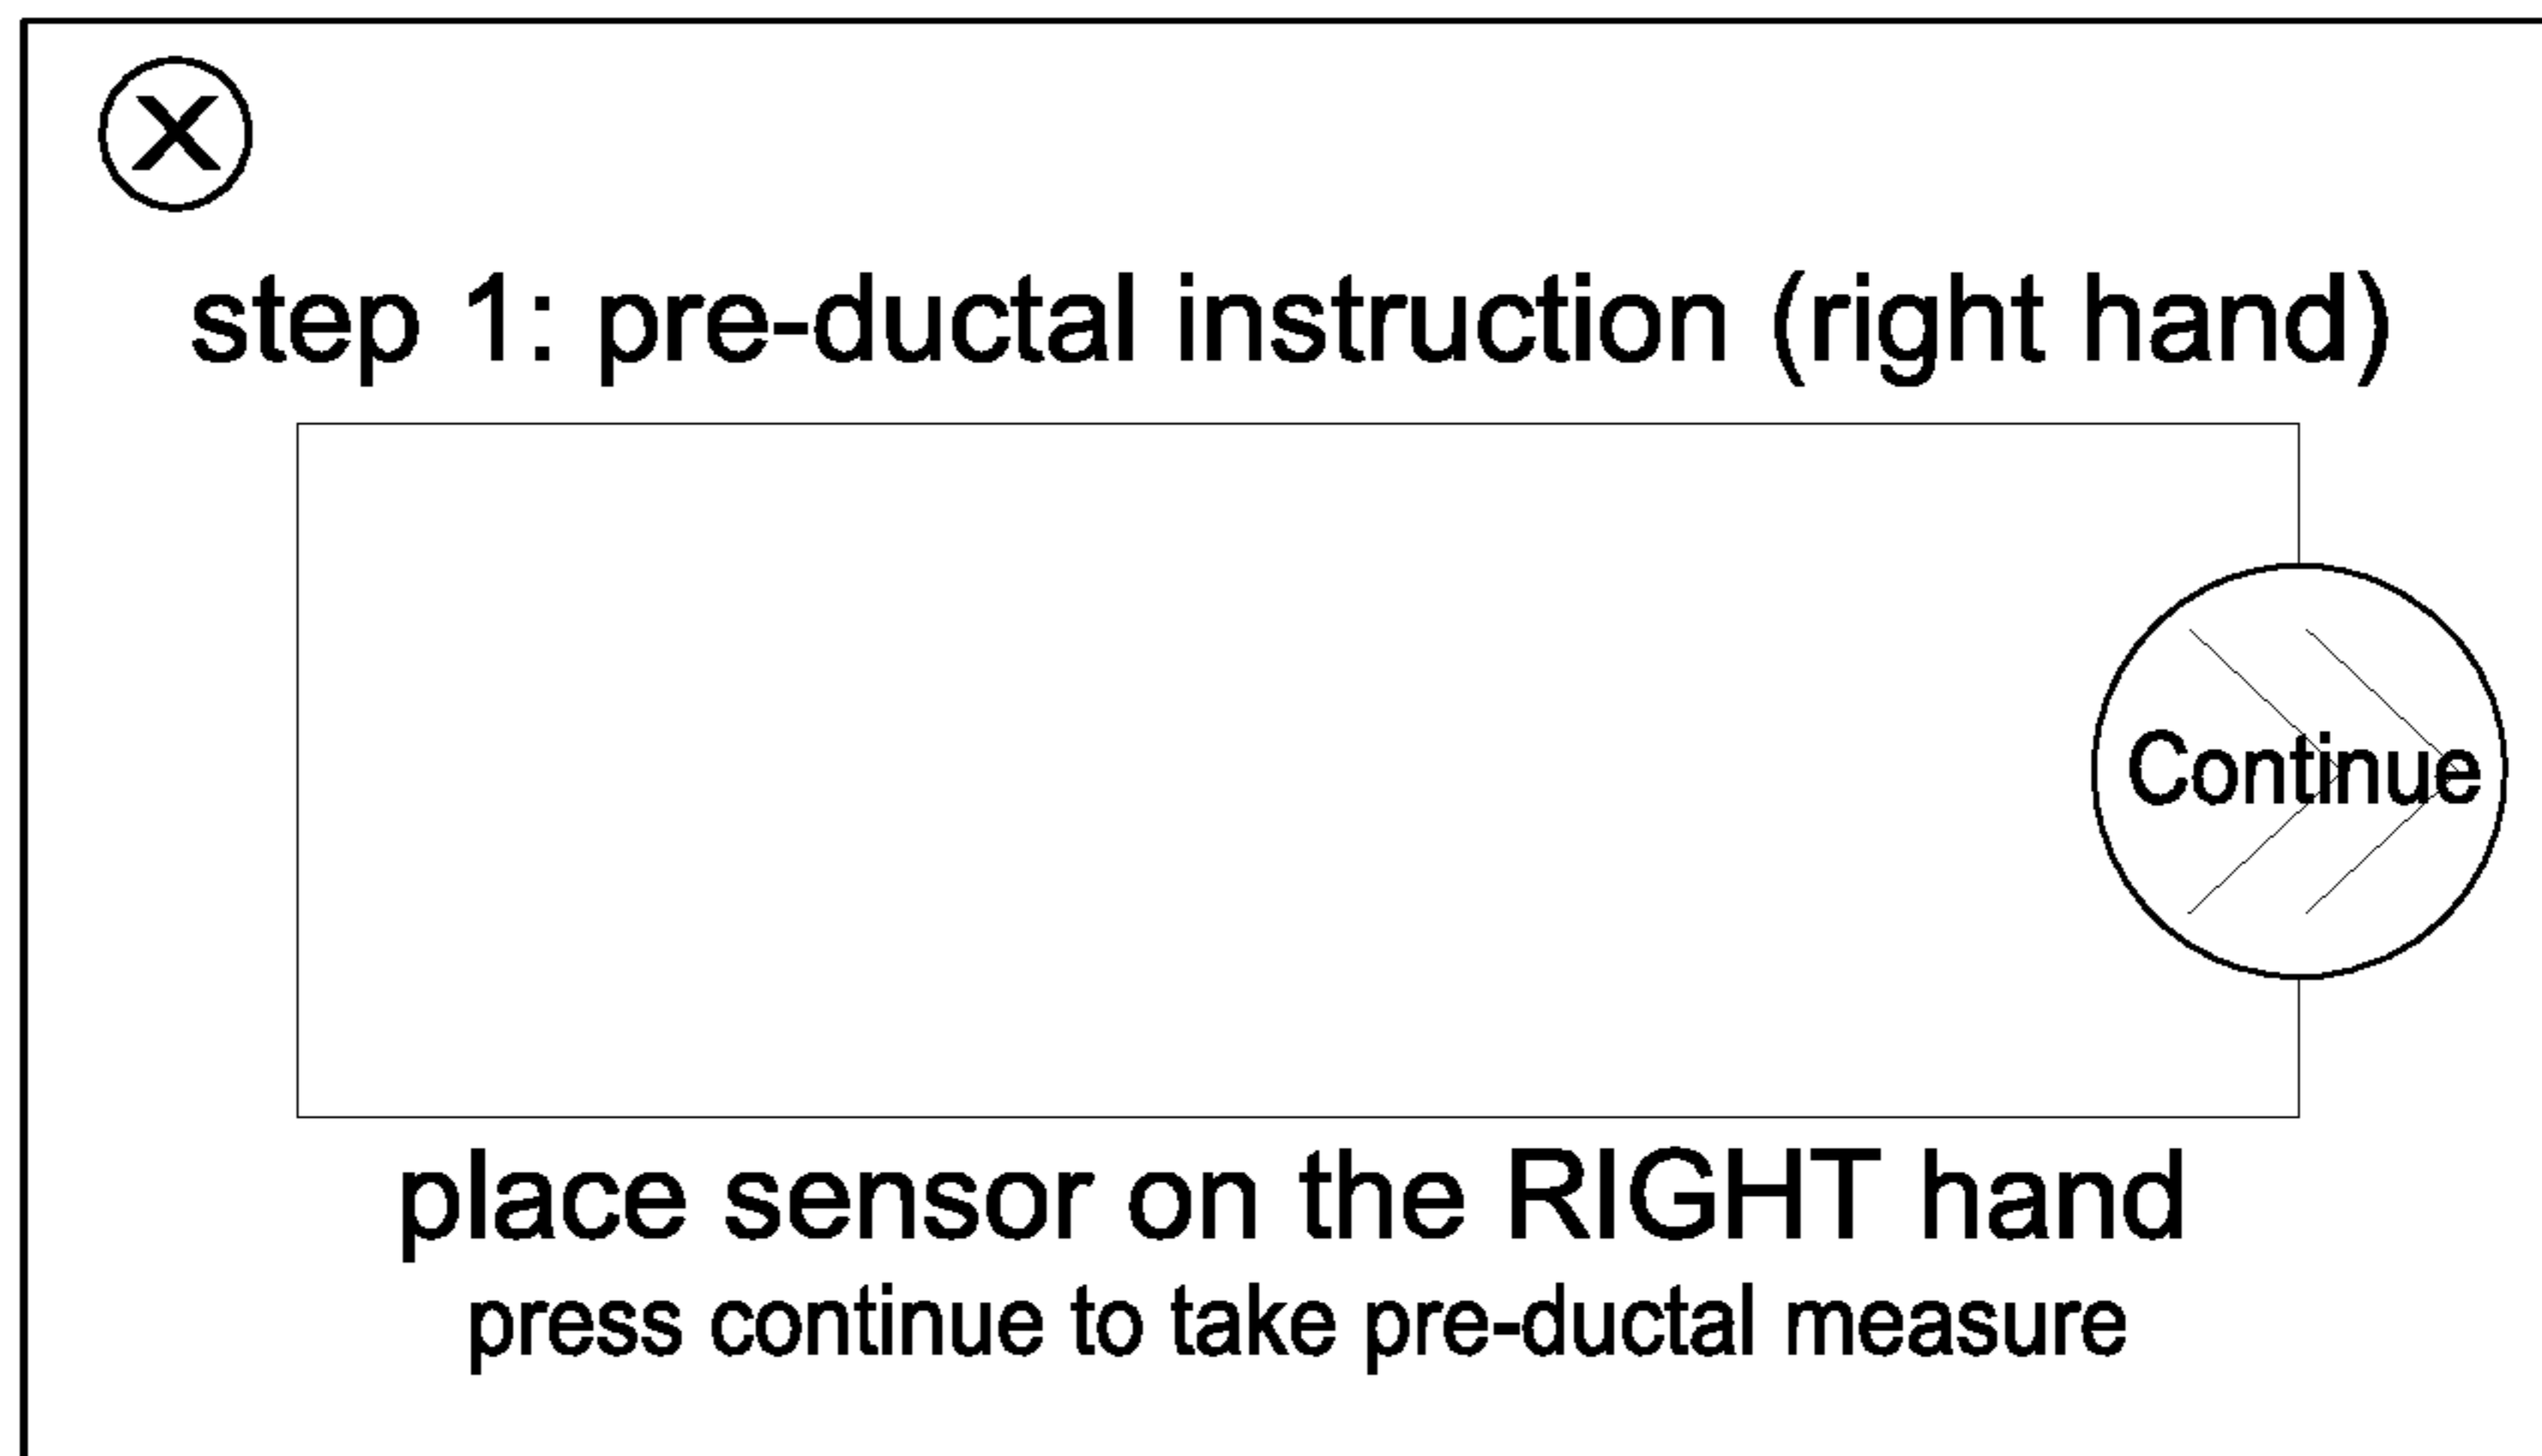 X
step 1: pre-ductal instruction (right hand)
Continue
place sensor on the RIGHT hand
press continue to take pre-ductal measure